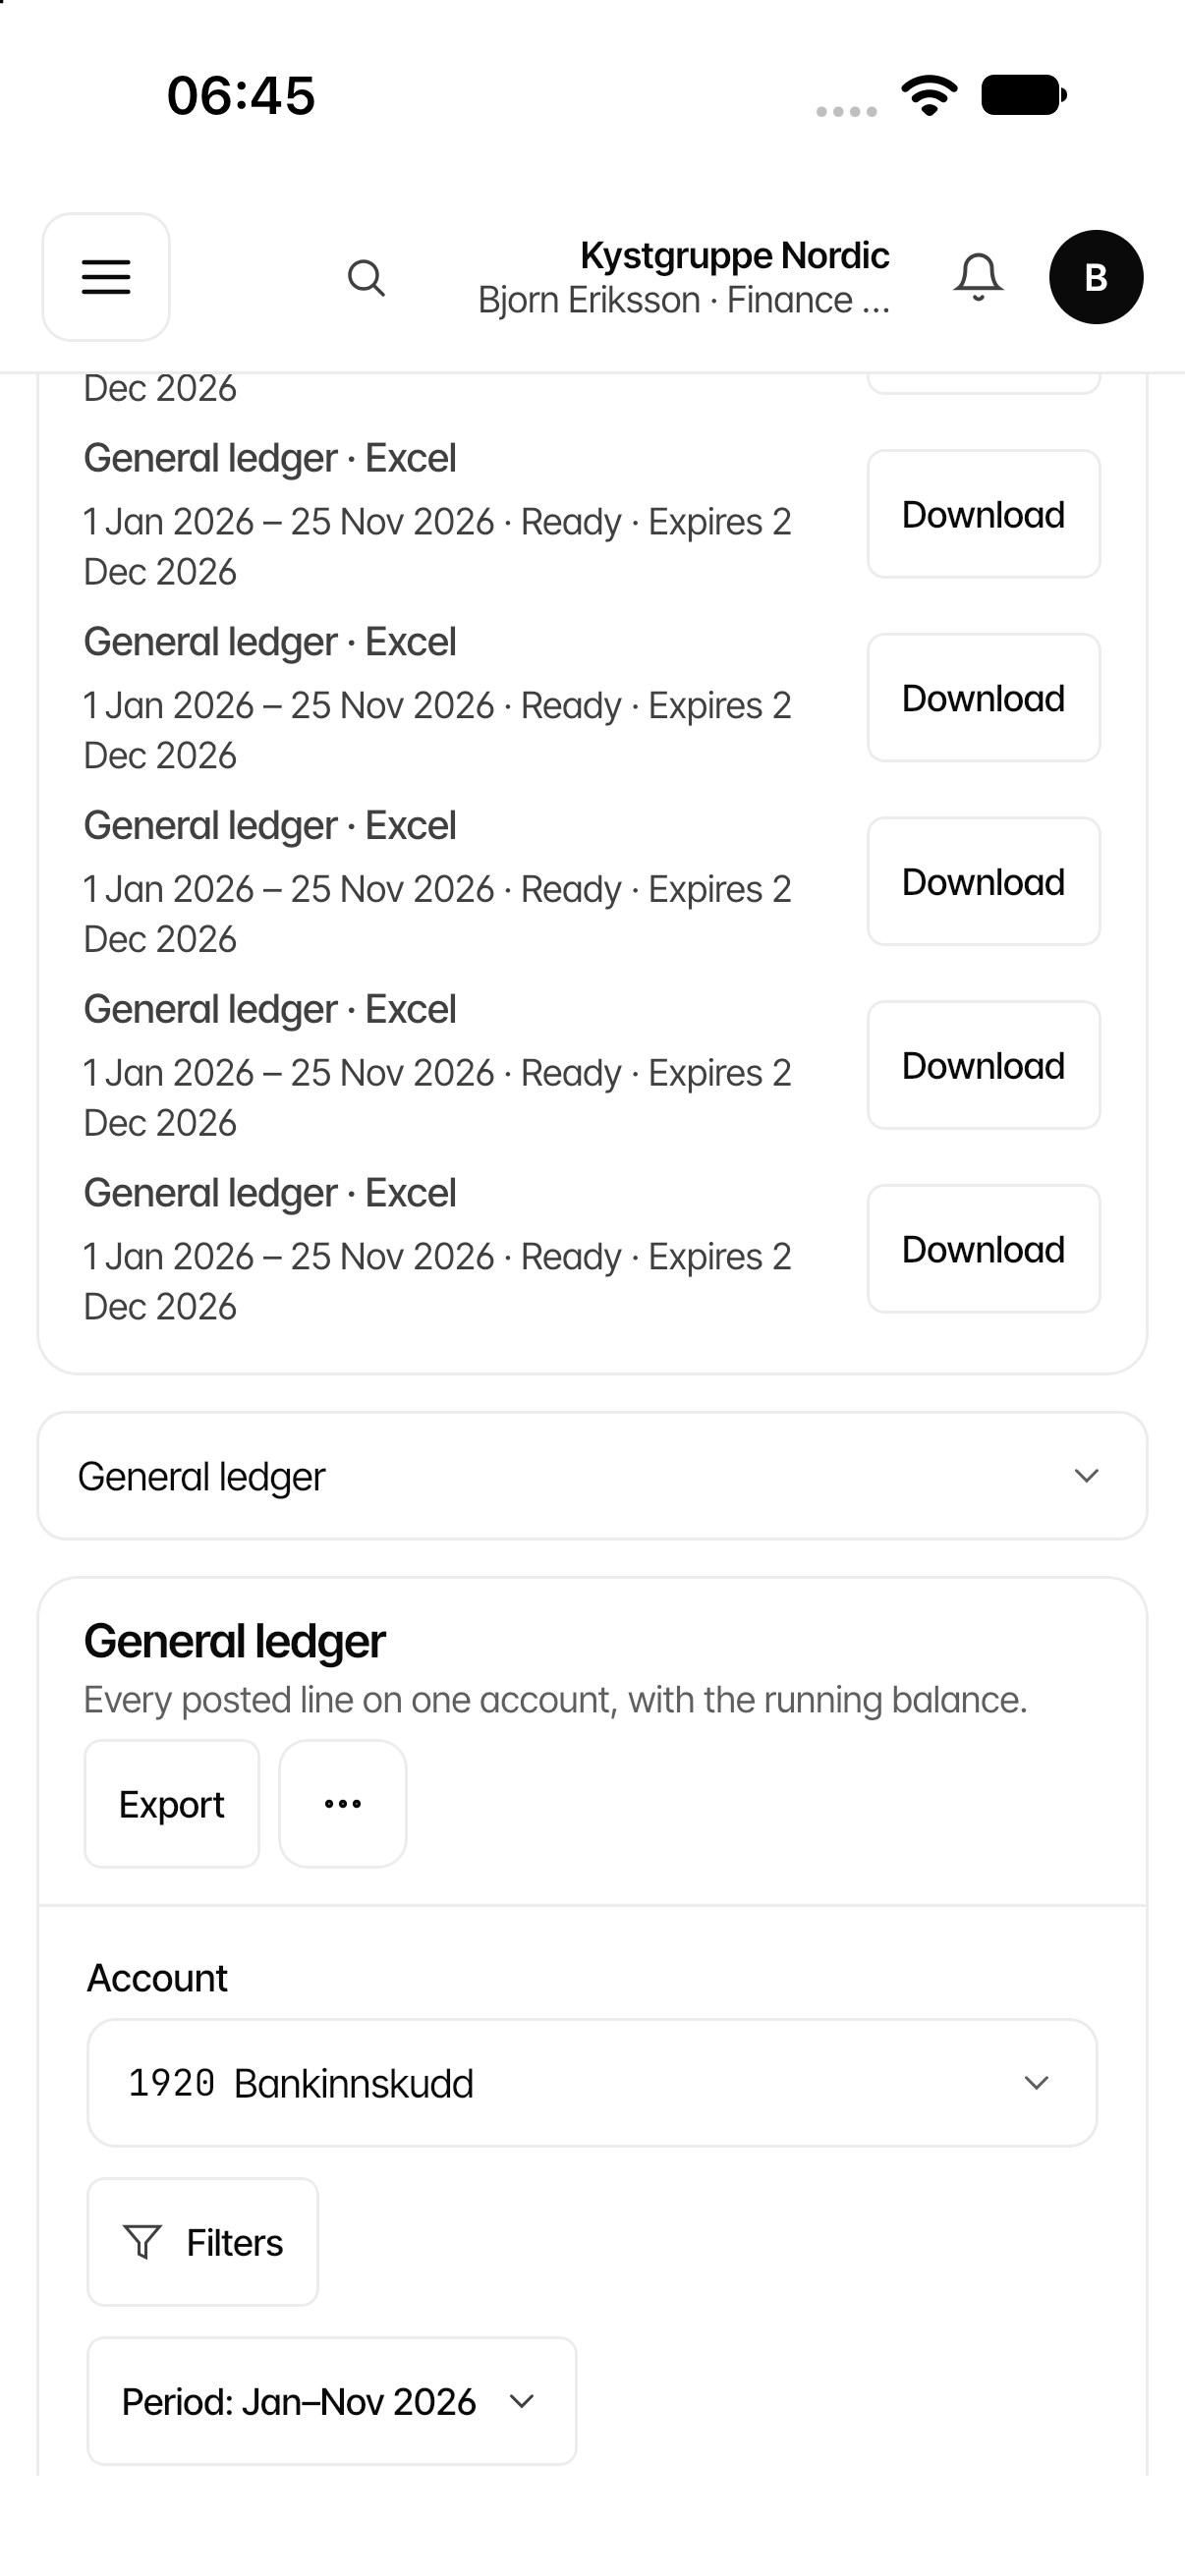 06:45
Kystgruppe Nordic
Bjorn Eriksson · Finance ...
B
Dec 2026
General ledger · Excel
1 Jan 2026 – 25 Nov 2026 · Ready · Expires 2
Dec 2026
Download
General ledger · Excel
1 Jan 2026 – 25 Nov 2026 · Ready · Expires 2
Dec 2026
Download
General ledger · Excel
1 Jan 2026 – 25 Nov 2026 · Ready · Expires 2
Dec 2026
Download
General ledger · Excel
1 Jan 2026 – 25 Nov 2026 · Ready · Expires 2
Dec 2026
Download
General ledger · Excel
1 Jan 2026 – 25 Nov 2026 · Ready · Expires 2
Dec 2026
Download
General ledger
General ledger
Every posted line on one account, with the running balance.
Export
Account
1920 Bankinnskudd
Filters
Period: Jan–Nov 2026